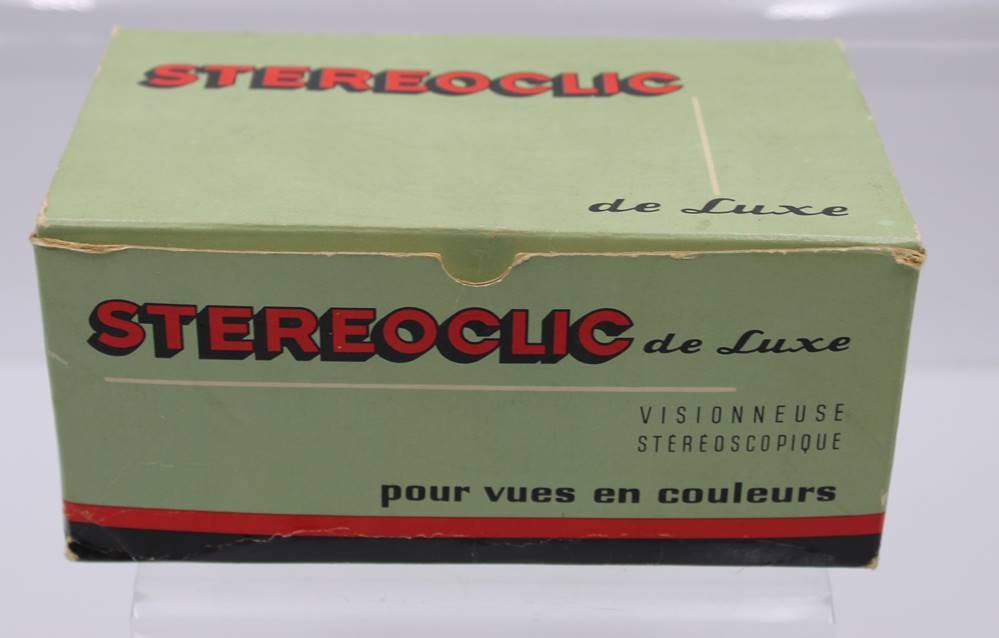 STEREOCLIC
de Luxe
STEREOCLIC de Luxe
VISIONNEUSE
STÉRÉOSCOPIQUE
pour vues en couleurs